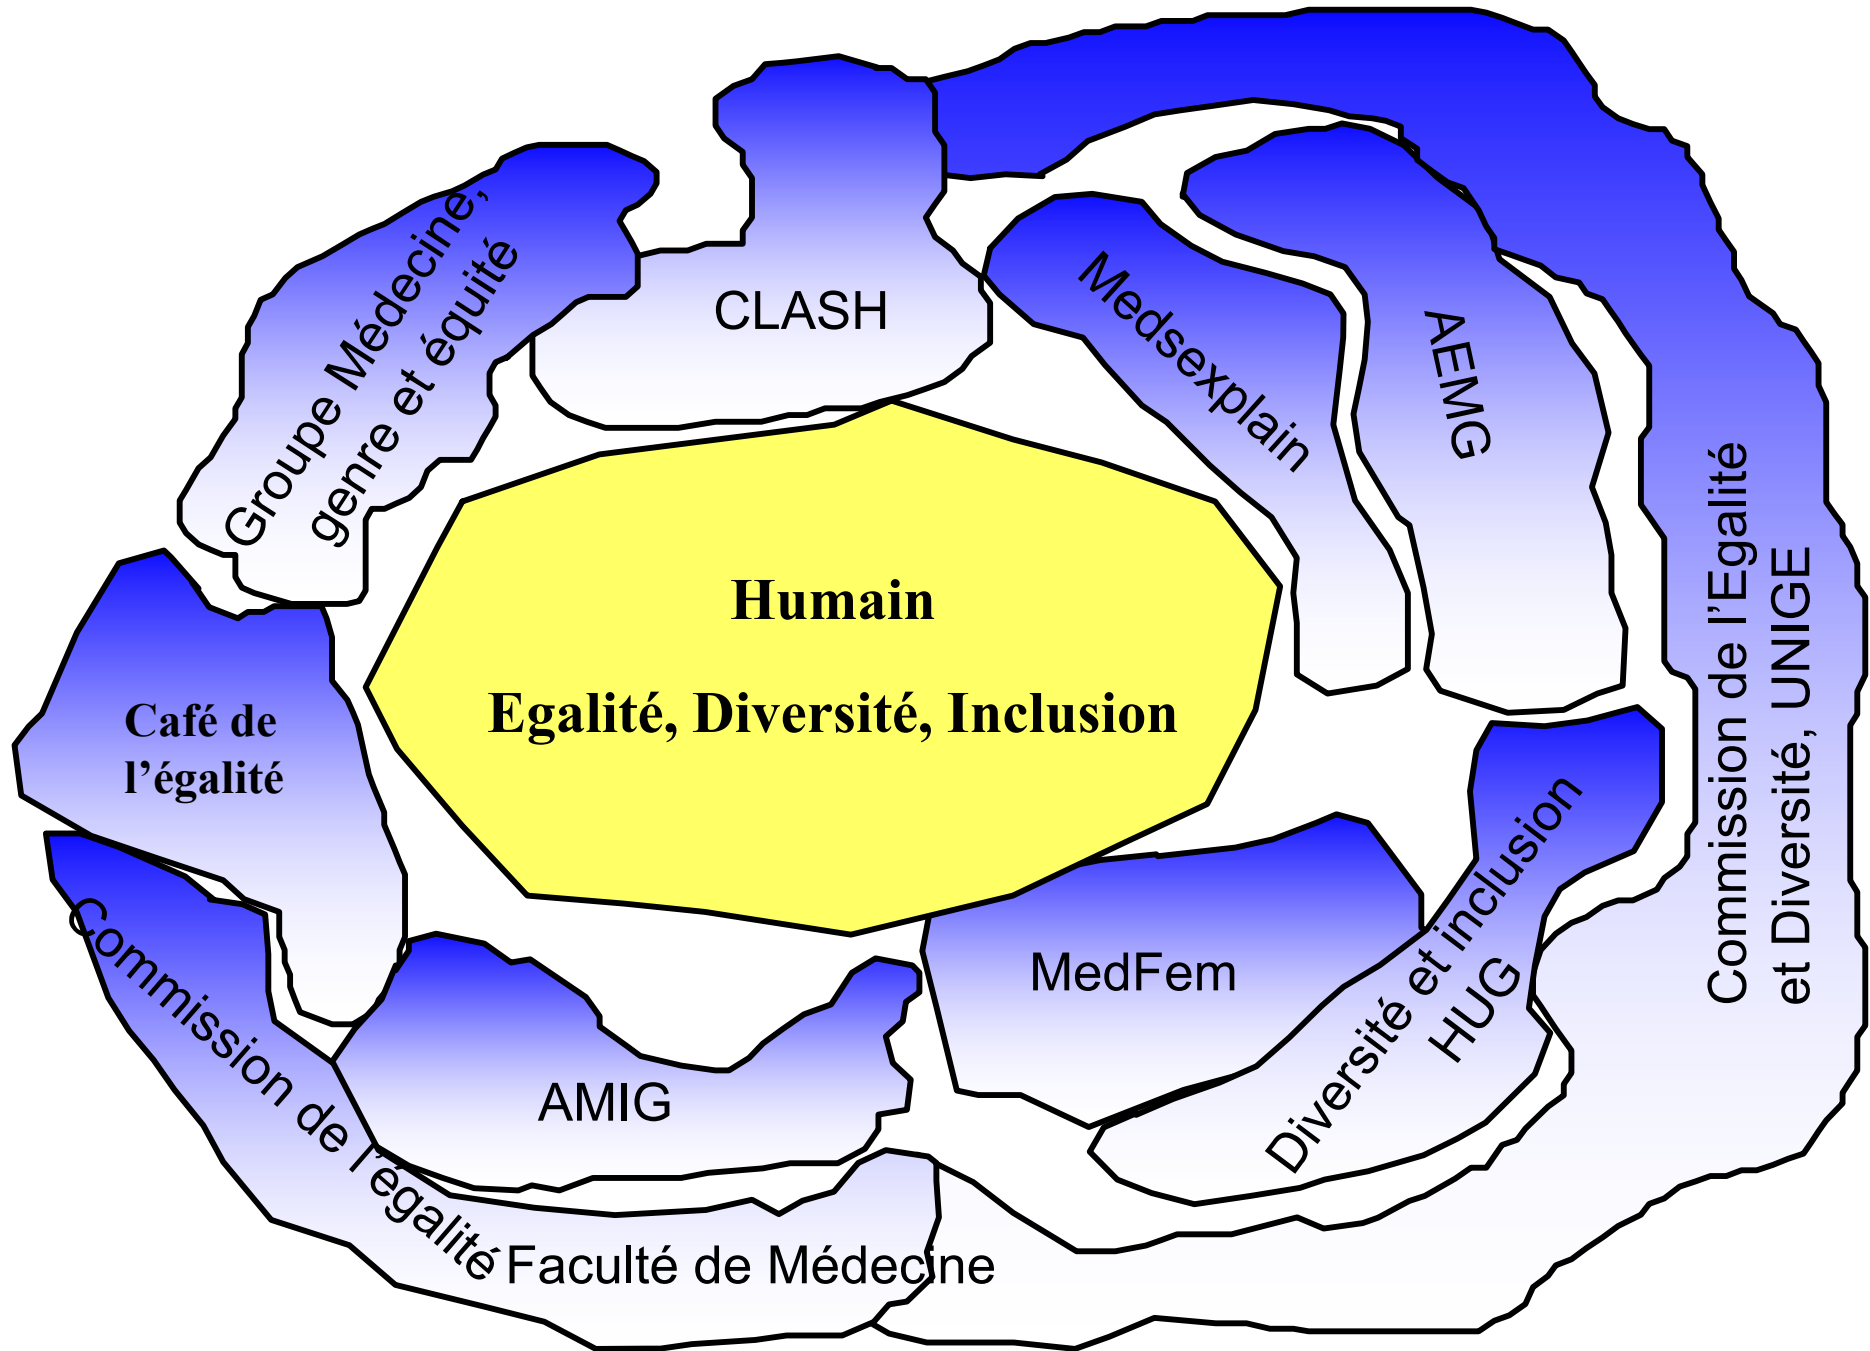 Groupe Médecine,
genre et équité
CLASH
Medsexplain
AEMG
Commission de l'Egalité
et Diversité, UNIGE
Humain
Egalité, Diversité, Inclusion
Café de
l’égalité
MedFem
Diversité et inclusion
HUG
AMIG
Commission de l'égalité Faculté de Médecine